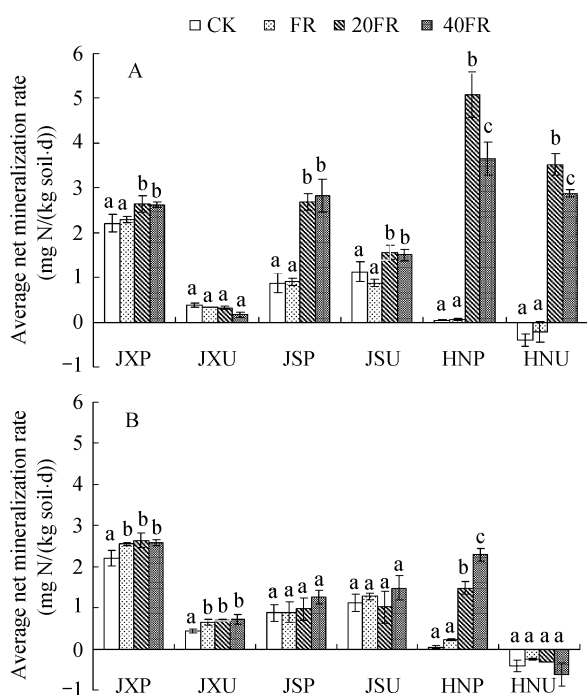 CK FR 20FR 40FR
A
Average net mineralization rate
(mg N/(kg soil·d))
6
5
4
3
2
1
0
−1
a a b b
a a a a
a a b b
a a b b
a a b c
a a b c
JXP JXU JSP JSU HNP HNU
B
Average net mineralization rate
(mg N/(kg soil·d))
6
5
4
3
2
1
0
−1
a b b b
a b b b
a a a a
a a a a
a a b c
a a a a
JXP JXU JSP JSU HNP HNU